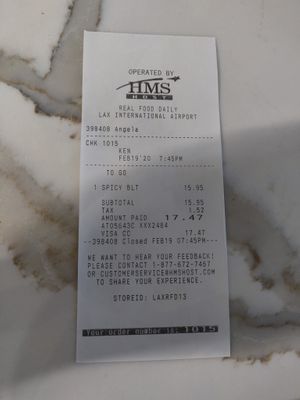 OPERATED BY
HMS
HOST
REAL FOOD DAILY
LAX INTERNATIONAL AIRPORT
398408 Angela
CHK 1015
KEN
FEB19'20 7:45PM
TO GO
1 SPICY BLT 15.95
SUBTOTAL 15.95
TAX 1.52
AMOUNT PAID 17.47
AT05643C XXX2484
VISA CC 17.47
--398408 Closed FEB19 07:45PM---
WE WANT TO HEAR YOUR FEEDBACK!
PLEASE CONTACT 1-877-672-7467
OR CUSTOMERSERVICE@HMSHOST.COM
TO SHARE YOUR EXPERIENCE.
STOREID: LAXRFD13
Your order number is: 1015